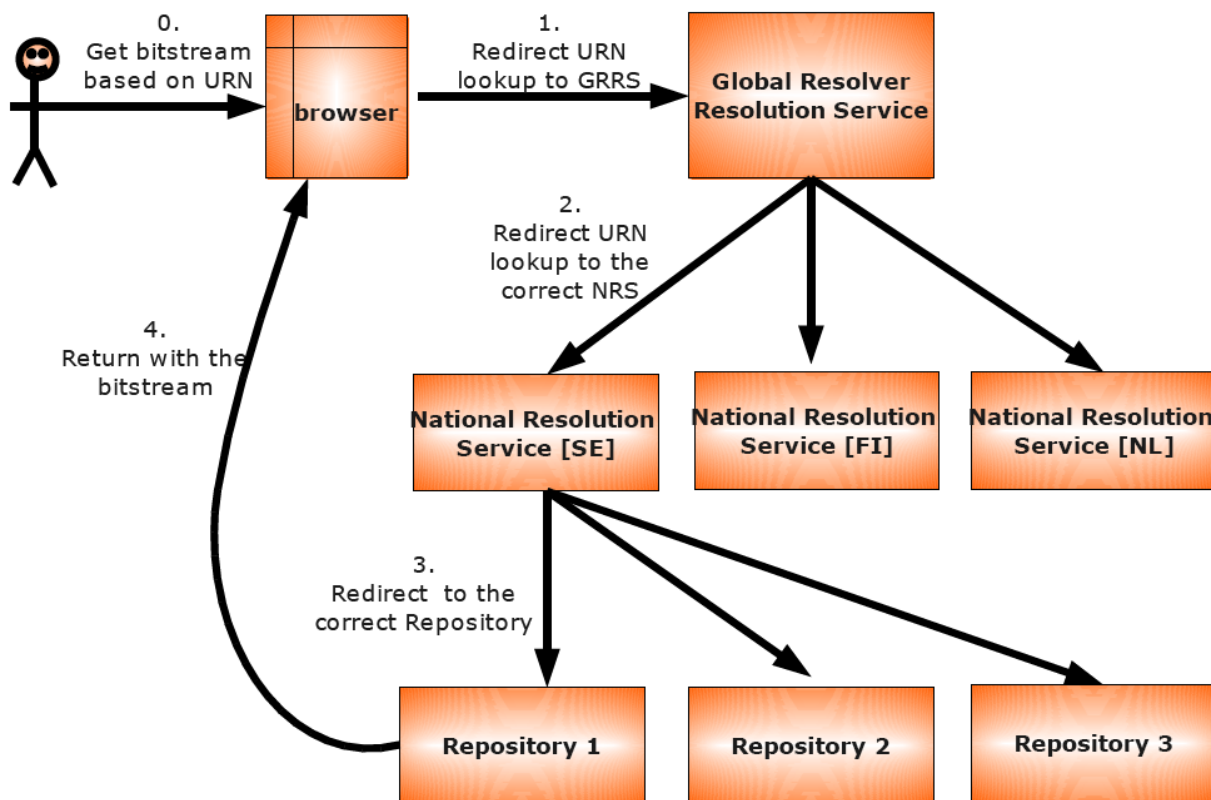 0.
Get bitstream
based on URN
browser
1.
Redirect URN
lookup to GRRS
Global Resolver
Resolution Service
2.
Redirect URN
lookup to the
correct NRS
4.
Return with the
bitstream
National Resolution
Service [SE]
National Resolution
Service [FI]
National Resolution
Service [NL]
3.
Redirect to the
correct Repository
Repository 1
Repository 2
Repository 3